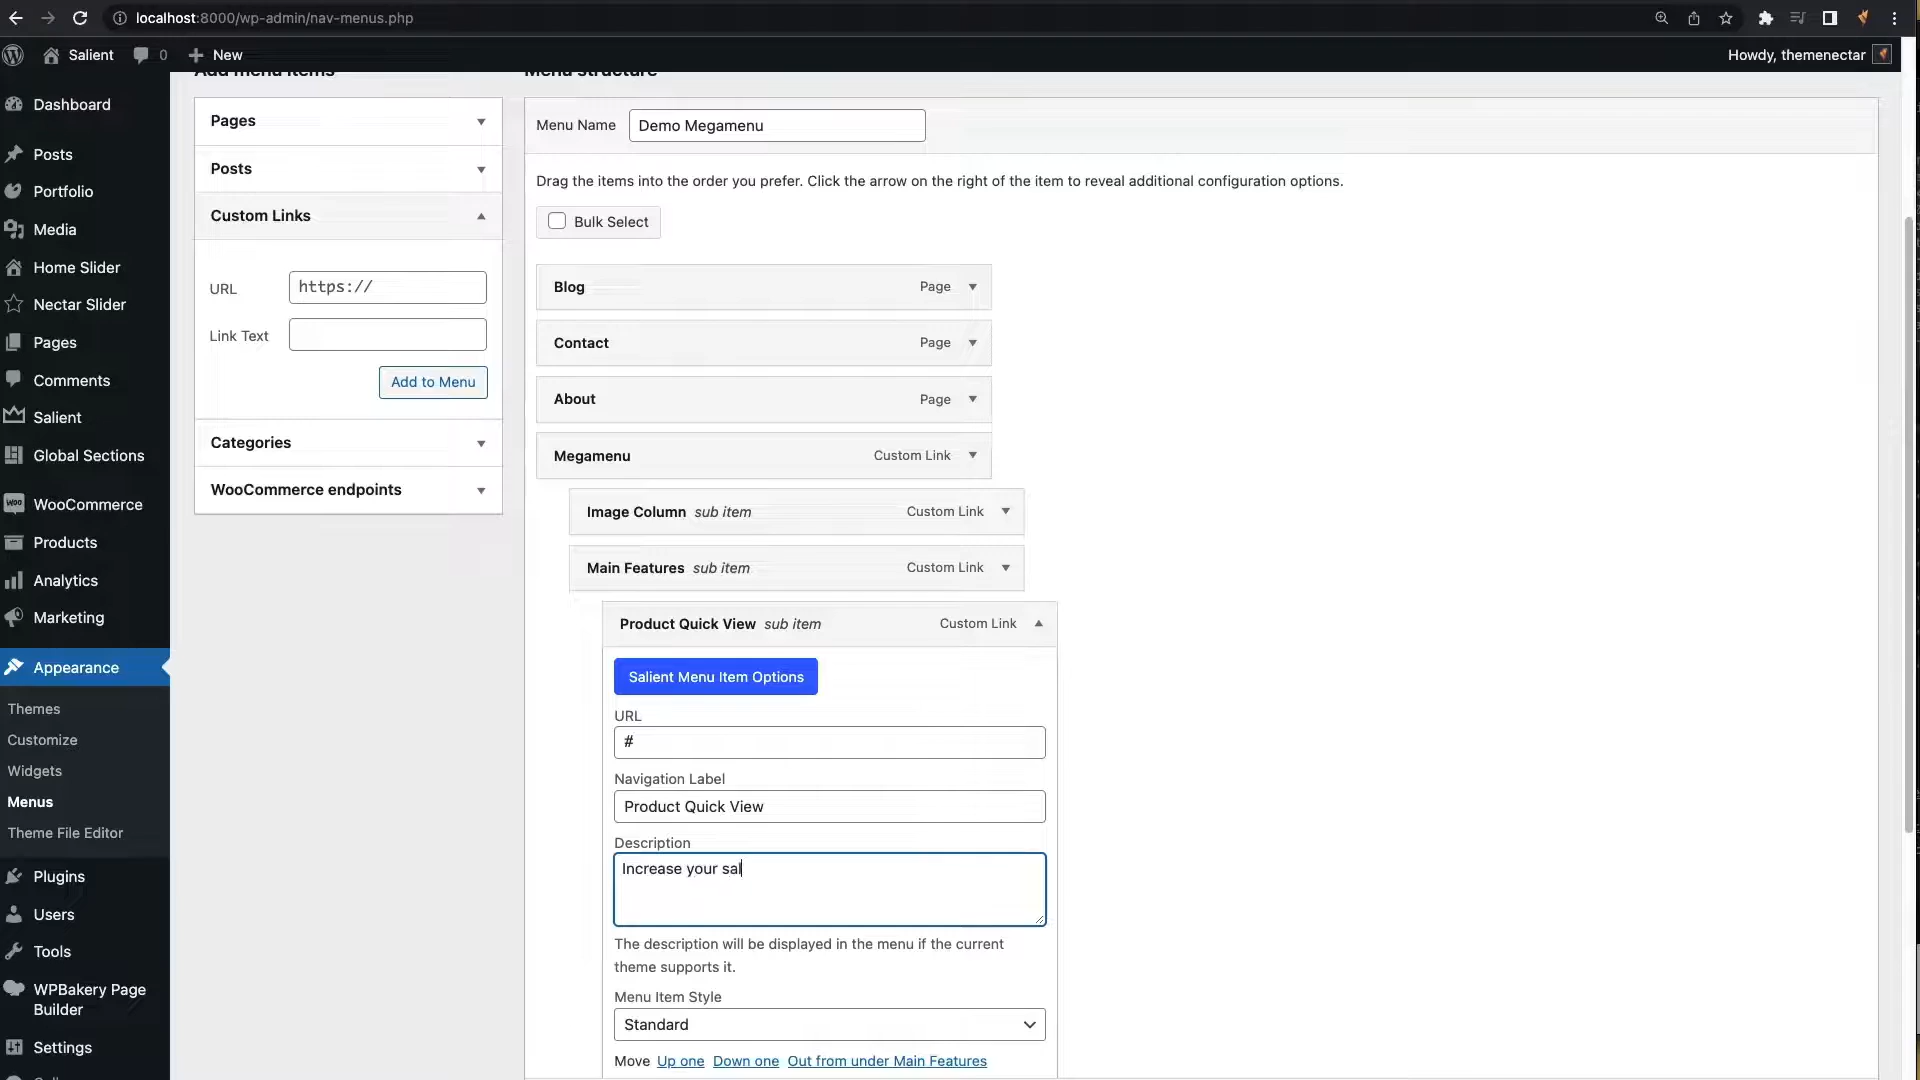 localhost:8000/wp-admin/nav-menus.php
Salient
0
New
Howdy, themenectar
Dashboard
Posts
Portfolio
Media
Home Slider
Nectar Slider
Pages
Comments
Salient
Global Sections
WooCommerce
Products
Analytics
Marketing
Appearance
Themes
Customize
Widgets
Menus
Theme File Editor
Plugins
Users
Tools
WPBakery Page
Builder
Settings
Add menu items
Pages
Posts
Custom Links
URL
https://
Link Text
Add to Menu
Categories
WooCommerce endpoints
Menu structure
Menu Name
Demo Megamenu
Drag the items into the order you prefer. Click the arrow on the right of the item to reveal additional configuration options.
Bulk Select
Blog Page
Contact Page
About Page
Megamenu Custom Link
Image Column sub item Custom Link
Main Features sub item Custom Link
Product Quick View sub item Custom Link
Salient Menu Item Options
URL
#
Navigation Label
Product Quick View
Description
Increase your sal
The description will be displayed in the menu if the current
theme supports it.
Menu Item Style
Standard
Move Up one Down one Out from under Main Features